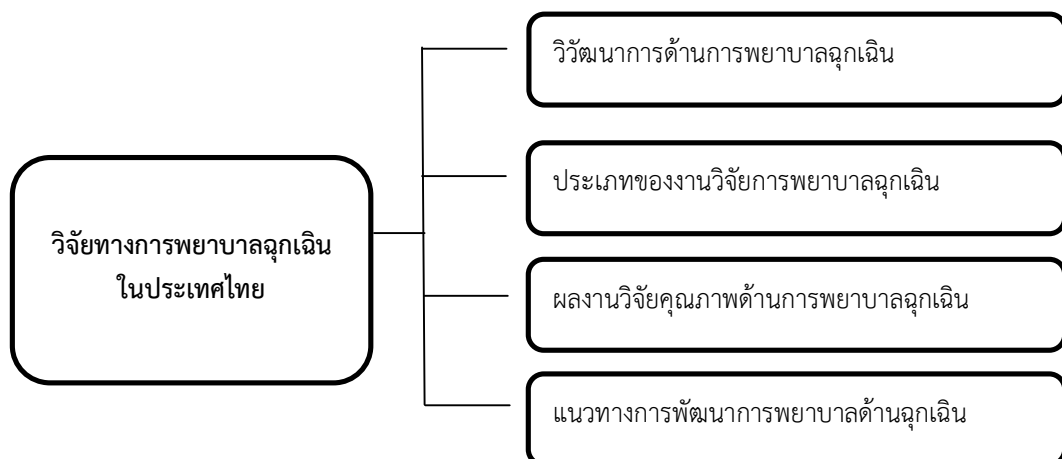 วิวัฒนาการด้านการพยาบาลฉุกเฉิน
ประเภทของงานวิจัยการพยาบาลฉุกเฉิน
วิจัยทางการพยาบาลฉุกเฉิน
ในประเทศไทย
ผลงานวิจัยคุณภาพด้านการพยาบาลฉุกเฉิน
แนวทางการพัฒนาการพยาบาลด้านฉุกเฉิน